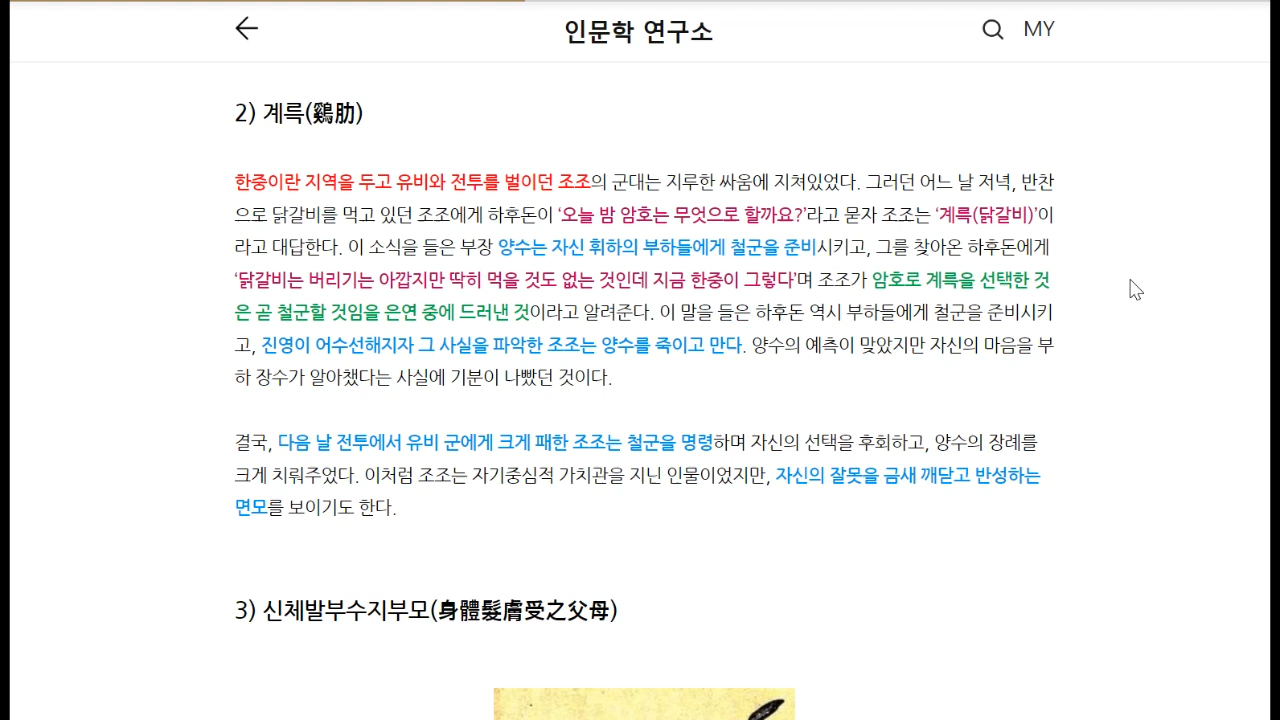 인문학 연구소
MY
2) 계륵(鷄肋)
한중이란 지역을 두고 유비와 전투를 벌이던 조조의 군대는 지루한 싸움에 지쳐있었다. 그러던 어느 날 저녁, 반찬
으로 닭갈비를 먹고 있던 조조에게 하후돈이 ‘오늘 밤 암호는 무엇으로 할까요?’라고 묻자 조조는 ‘계륵(닭갈비)’이
라고 대답한다. 이 소식을 들은 부장 양수는 자신 휘하의 부하들에게 철군을 준비시키고, 그를 찾아온 하후돈에게
‘닭갈비는 버리기는 아깝지만 딱히 먹을 것도 없는 것인데 지금 한중이 그렇다’며 조조가 암호로 계륵을 선택한 것
은 곧 철군할 것임을 은연 중에 드러낸 것이라고 알려준다. 이 말을 들은 하후돈 역시 부하들에게 철군을 준비시키
고, 진영이 어수선해지자 그 사실을 파악한 조조는 양수를 죽이고 만다. 양수의 예측이 맞았지만 자신의 마음을 부
하 장수가 알아챘다는 사실에 기분이 나빴던 것이다.
결국, 다음 날 전투에서 유비 군에게 크게 패한 조조는 철군을 명령하며 자신의 선택을 후회하고, 양수의 장례를
크게 치뤄주었다. 이처럼 조조는 자기중심적 가치관을 지닌 인물이었지만, 자신의 잘못을 금새 깨닫고 반성하는
면모를 보이기도 한다.
3) 신체발부수지부모(身體髮膚受之父母)